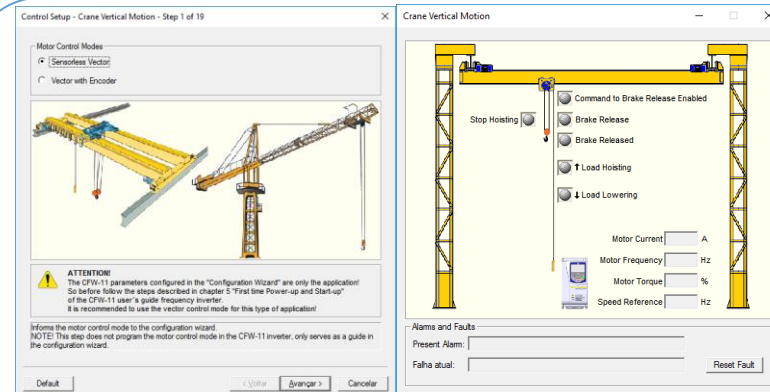 Control Setup - Crane Vertical Motion - Step 1 of 19
Motor Control Modes
Sensorless Vector
Vector with Encoder
ATTENTION!
The CFW-11 parameters configured in the "Configuration Wizard" are only the application!
So before follow the steps described in chapter 5 "First time Power-up and Start-up"
of the CFW-11 user´s guide frequency inverter.
It is recommended to use the vector control mode for this type of application!
Informs the motor control mode to the configuration wizard.
NOTE! This step does not program the motor control mode in the CFW-11 inverter, only serves as a guide in
the configuration wizard.
Default
< Voltar
Avançar >
Cancelar
Crane Vertical Motion
Command to Brake Release Enabled
Stop Hoisting
Brake Release
Brake Released
↑ Load Hoisting
↓ Load Lowering
Motor Current A
Motor Frequency Hz
Motor Torque %
Speed Reference Hz
Alarms and Faults
Present Alarm:
Falha atual:
Reset Fault